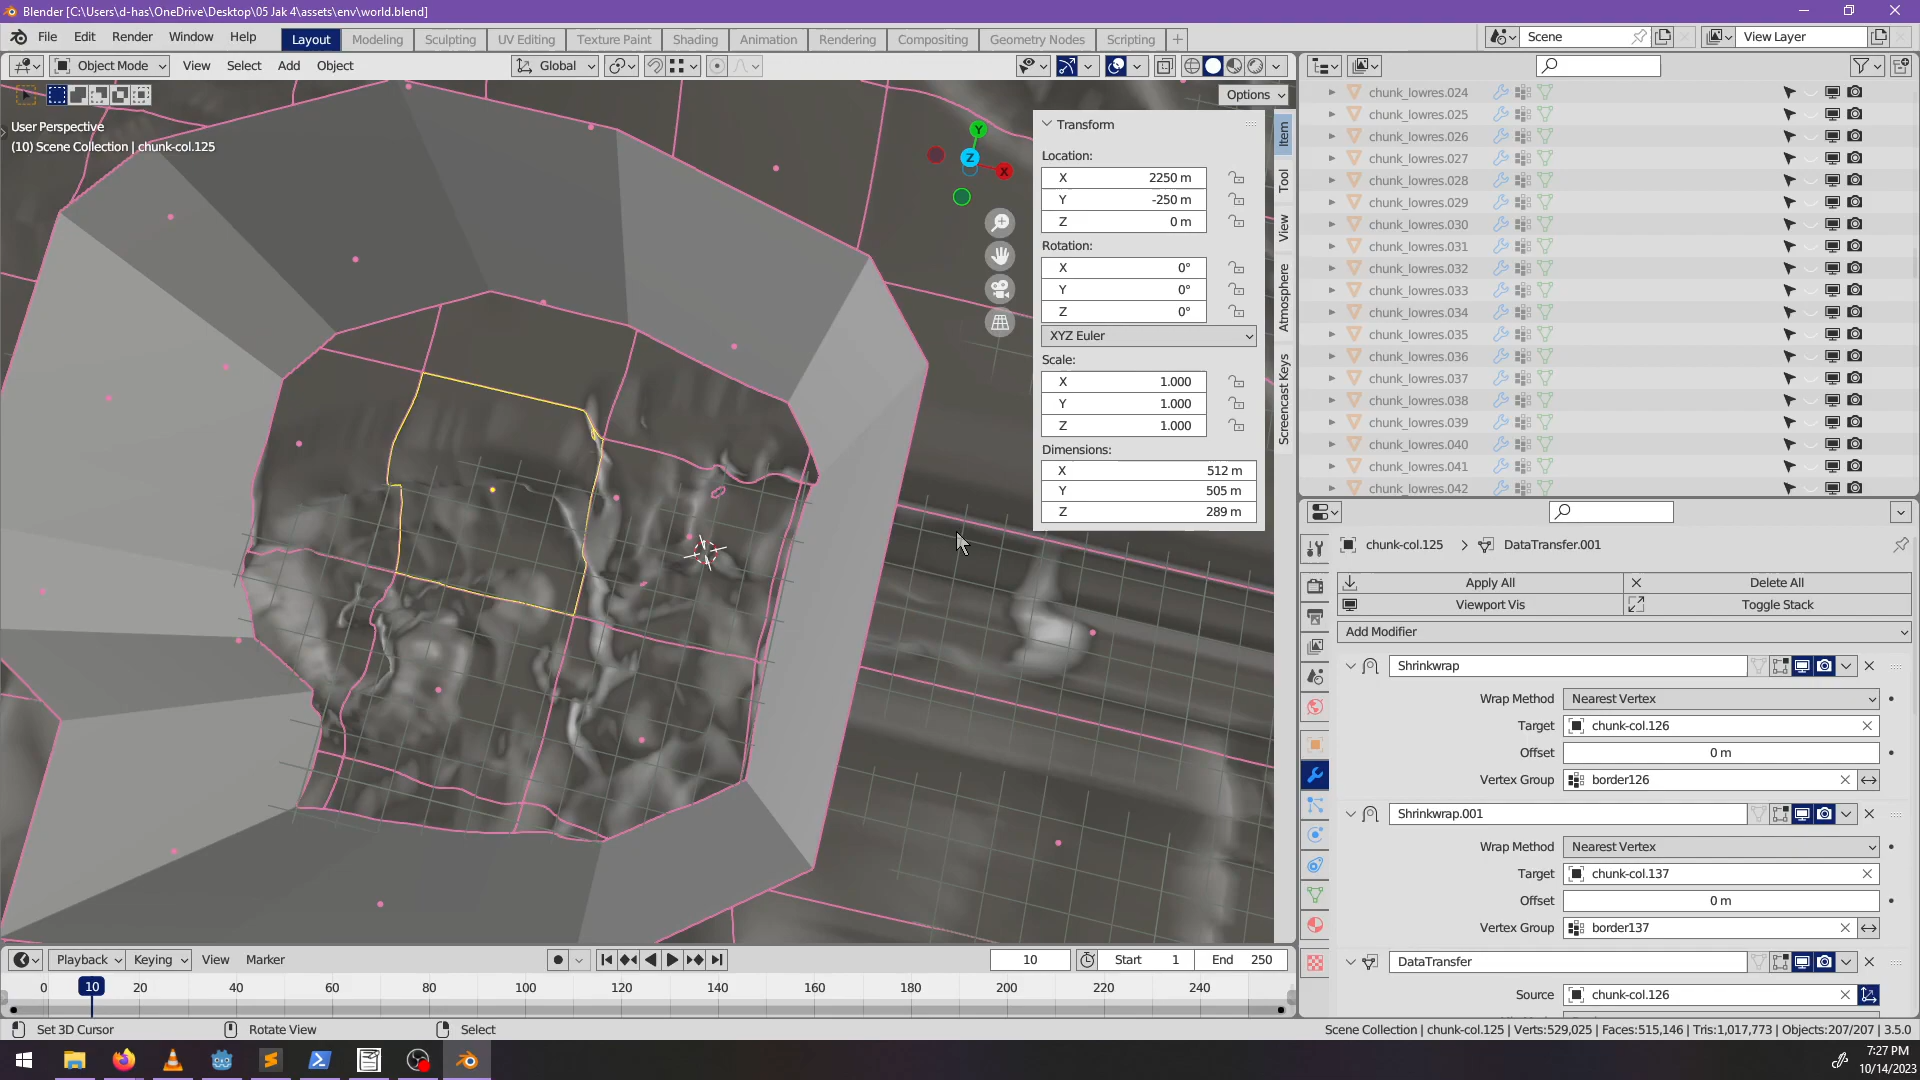 Blender [C:\Users\d-has\OneDrive\Desktop\05 Jak 4\assets\env\world.blend]
File Edit Render Window Help Layout Modeling Sculpting UV Editing Texture Paint Shading Animation Rendering Compositing Geometry Nodes Scripting + Scene View Layer
Object Mode View Select Add Object Global
Options
User Perspective
(10) Scene Collection | chunk-col.125
Y
Z
X
Transform
Location:
X 2250 m
Y -250 m
Z 0 m
Rotation:
X 0°
Y 0°
Z 0°
XYZ Euler
Scale:
X 1.000
Y 1.000
Z 1.000
Dimensions:
X 512 m
Y 505 m
Z 289 m
Item
Tool
View
Atmosphere
Screencast Keys
chunk_lowres.024
chunk_lowres.025
chunk_lowres.026
chunk_lowres.027
chunk_lowres.028
chunk_lowres.029
chunk_lowres.030
chunk_lowres.031
chunk_lowres.032
chunk_lowres.033
chunk_lowres.034
chunk_lowres.035
chunk_lowres.036
chunk_lowres.037
chunk_lowres.038
chunk_lowres.039
chunk_lowres.040
chunk_lowres.041
chunk_lowres.042
chunk-col.125 > DataTransfer.001
Apply All Delete All
Viewport Vis Toggle Stack
Add Modifier
Shrinkwrap
Wrap Method Nearest Vertex
Target chunk-col.126
Offset 0 m
Vertex Group border126
Shrinkwrap.001
Wrap Method Nearest Vertex
Target chunk-col.137
Offset 0 m
Vertex Group border137
DataTransfer
Source chunk-col.126
Playback Keying View Marker 10 Start 1 End 250
0 10 20 40 60 80 100 120 140 160 180 200 220 240
Set 3D Cursor Rotate View Select
Scene Collection | chunk-col.125 | Verts:529,025 | Faces:515,146 | Tris:1,017,773 | Objects:207/207 | 3.5.0
7:27 PM
10/14/2023